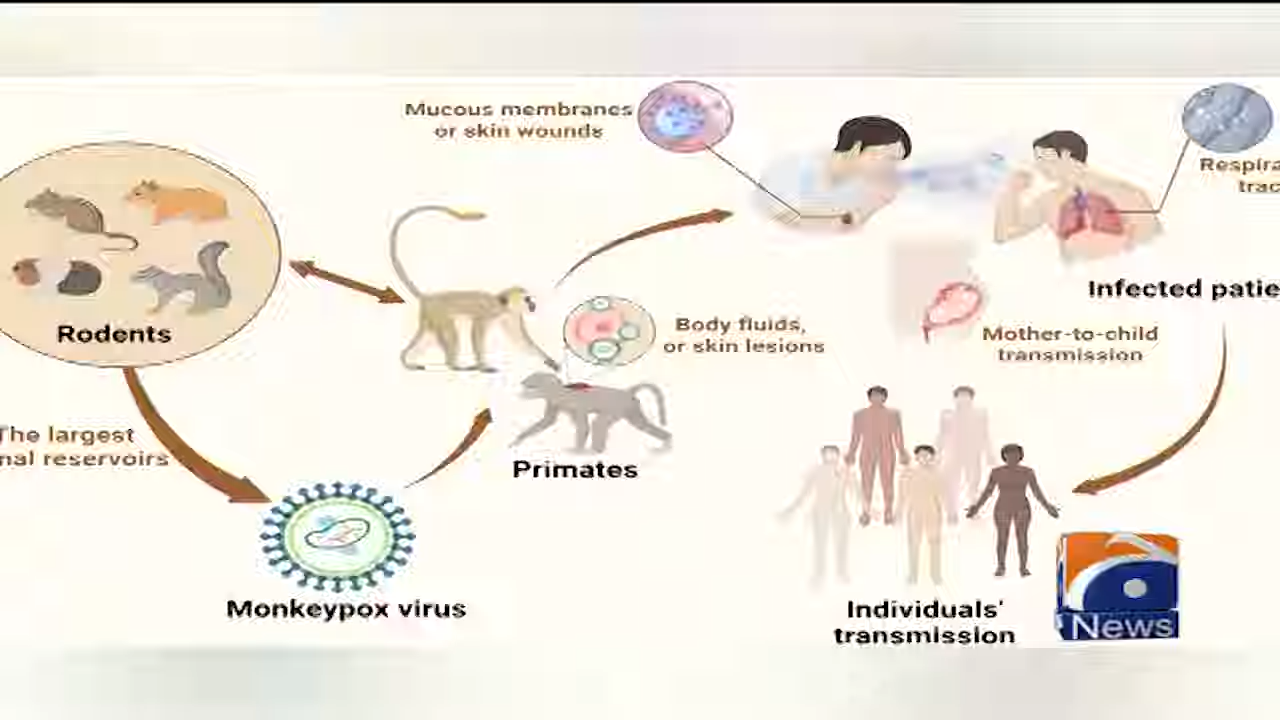 Mucous membranes
or skin wounds
Respira
trac
Rodents
Infected patie
Body fluids,
or skin lesions
Mother-to-child
transmission
The largest
nal reservoirs
Primates
Monkeypox virus
Individuals'
transmission
News